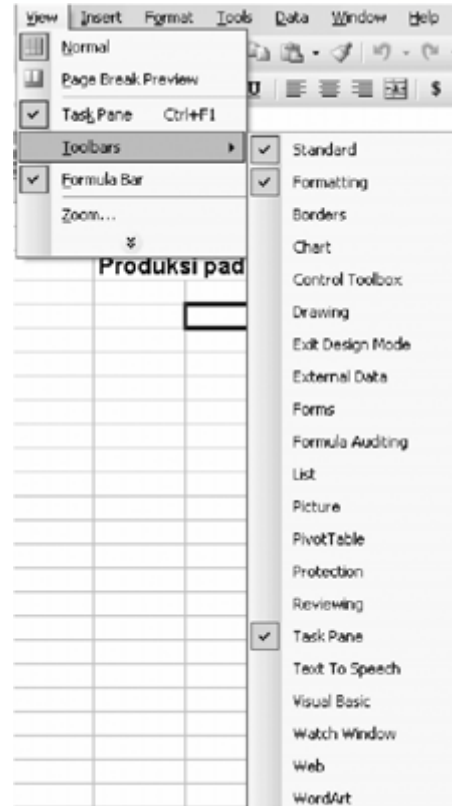 View Insert Format Tools Data Window Help
Normal
Page Break Preview
U $
Task Pane Ctrl+F1
Toolbars
Formula Bar
Zoom...
Produksi pad
Standard
Formatting
Borders
Chart
Control Toolbox
Drawing
Exit Design Mode
External Data
Forms
Formula Auditing
List
Picture
PivotTable
Protection
Reviewing
Task Pane
Text To Speech
Visual Basic
Watch Window
Web
WordArt